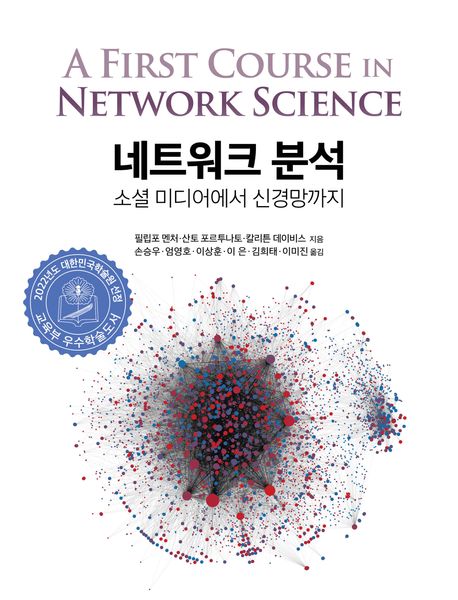 A FIRST COURSE IN
NETWORK SCIENCE
네트워크 분석
소셜 미디어에서 신경망까지
필립포 멘처·산토 포르투나토·칼리튼 데이비스 지음
손승우·엄영호·이상훈·이 은·김희태·이미진 옮김
2022년도 대한민국학술원 선정
교육부 우수학술도서